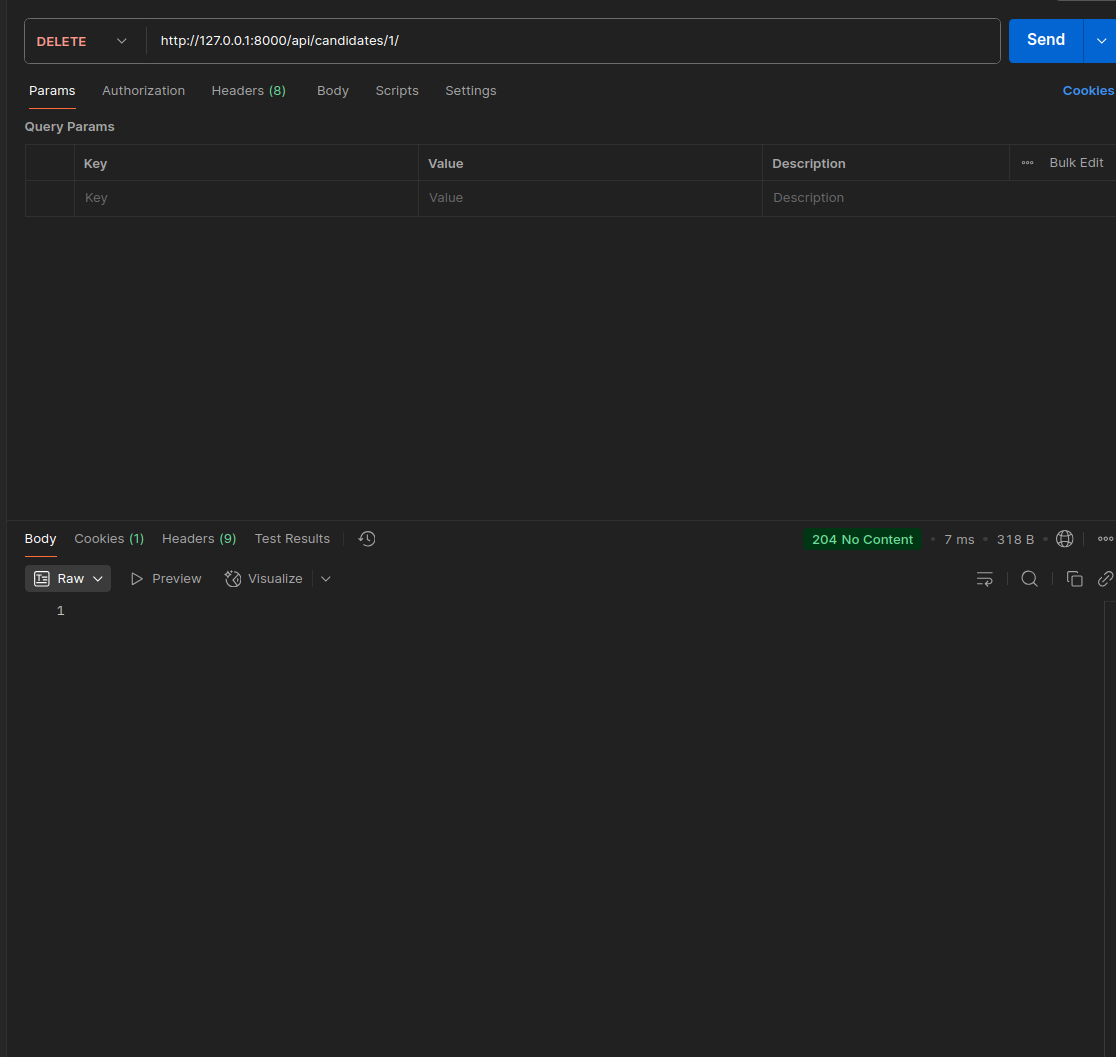 DELETE http://127.0.0.1:8000/api/candidates/1/ Send
Params Authorization Headers (8) Body Scripts Settings Cookies
Query Params
Key Value Description Bulk Edit
Key Value Description
Body Cookies (1) Headers (9) Test Results 204 No Content • 7 ms • 318 B •
Raw Preview Visualize
1